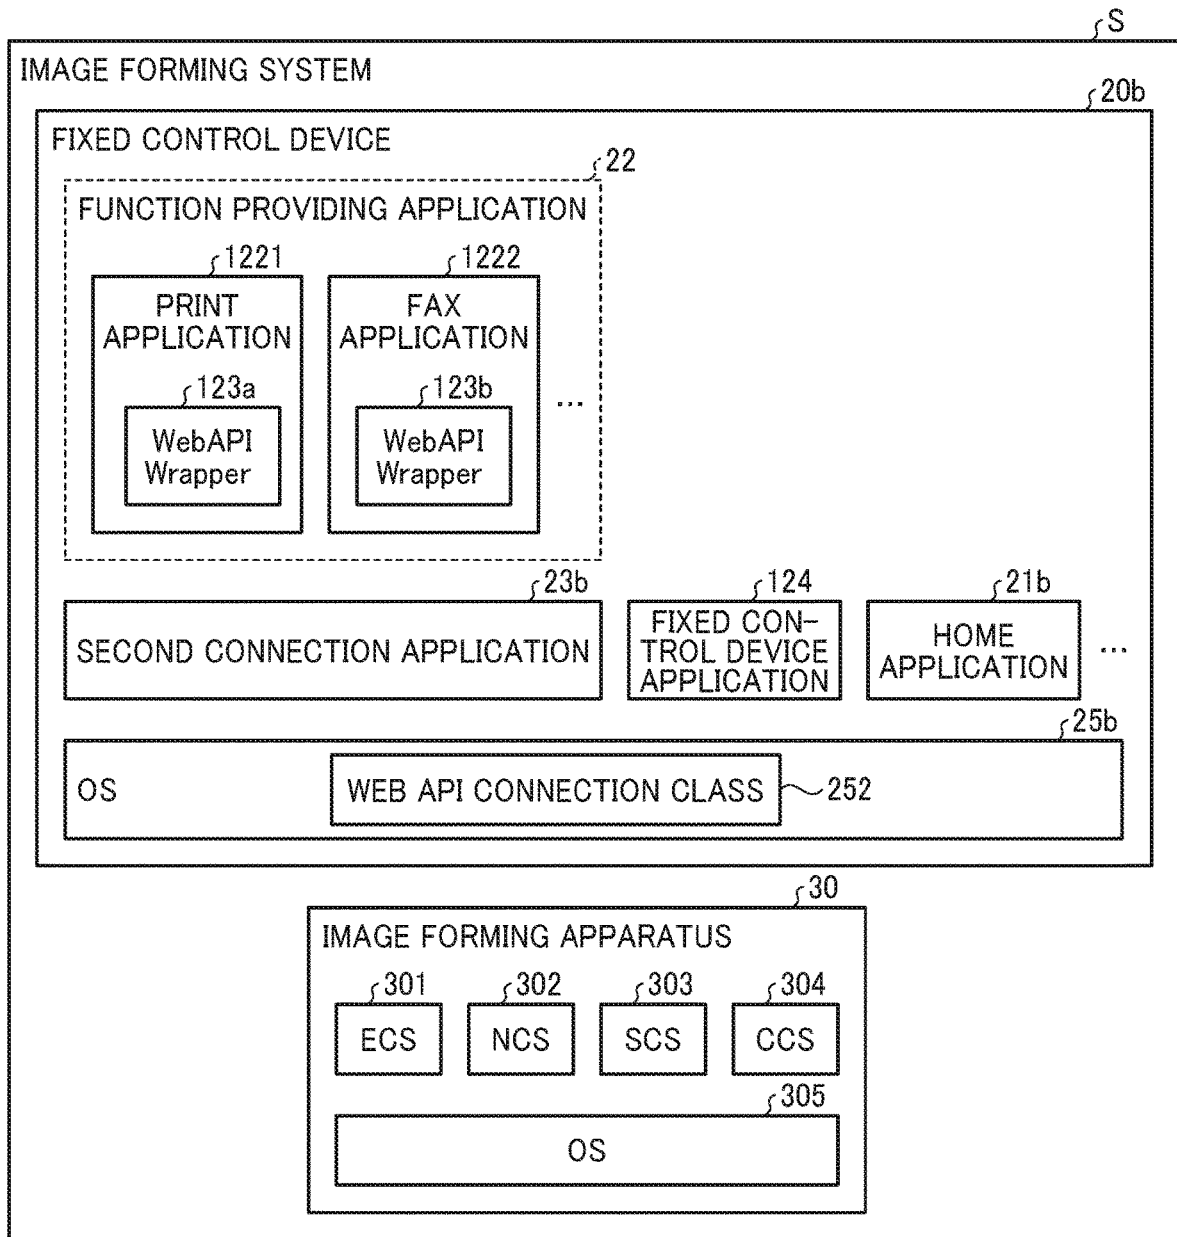 S
IMAGE FORMING SYSTEM
20b
FIXED CONTROL DEVICE
22
FUNCTION PROVIDING APPLICATION
1221
1222
PRINT
APPLICATION
FAX
APPLICATION
123a
123b
WebAPI
Wrapper
WebAPI
Wrapper
...
23b
124
21b
SECOND CONNECTION APPLICATION
FIXED CON-
TROL DEVICE
APPLICATION
HOME
APPLICATION
...
25b
OS
WEB API CONNECTION CLASS
252
30
IMAGE FORMING APPARATUS
301
302
303
304
ECS
NCS
SCS
CCS
305
OS